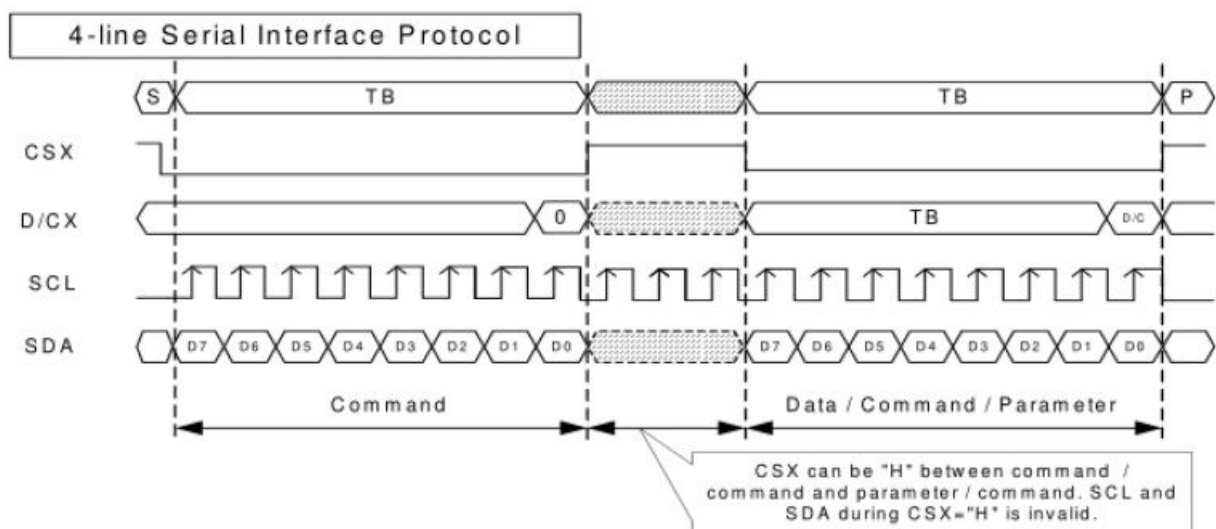 4-line Serial Interface Protocol
S TB TB P
CSX
D/CX 0 TB D/C
SCL
SDA D7 D6 D5 D4 D3 D2 D1 D0 D7 D6 D5 D4 D3 D2 D1 D0
Command Data / Command / Parameter
CSX can be "H" between command /
command and parameter / command. SCL and
SDA during CSX="H" is invalid.